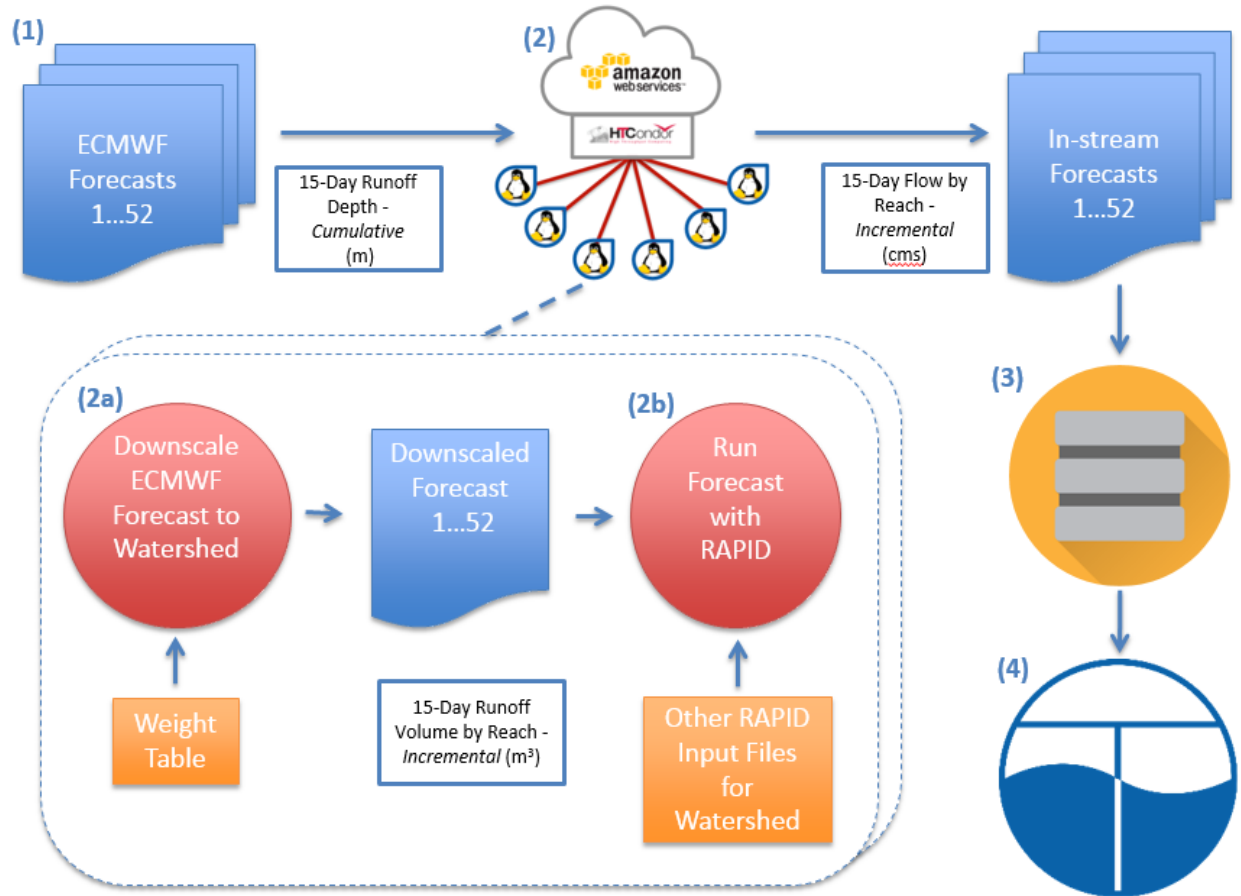 (1)
ECMWF
Forecasts
1...52
15-Day Runoff
Depth -
Cumulative
(m)
(2)
amazon
webservices™
HTCondor
15-Day Flow by
Reach -
Incremental
(cms)
In-stream
Forecasts
1...52
(2a)
Downscale
ECMWF
Forecast to
Watershed
Weight
Table
Downscaled
Forecast
1...52
15-Day Runoff
Volume by Reach -
Incremental (m³)
(2b)
Run
Forecast
with
RAPID
Other RAPID
Input Files
for
Watershed
(3)
(4)